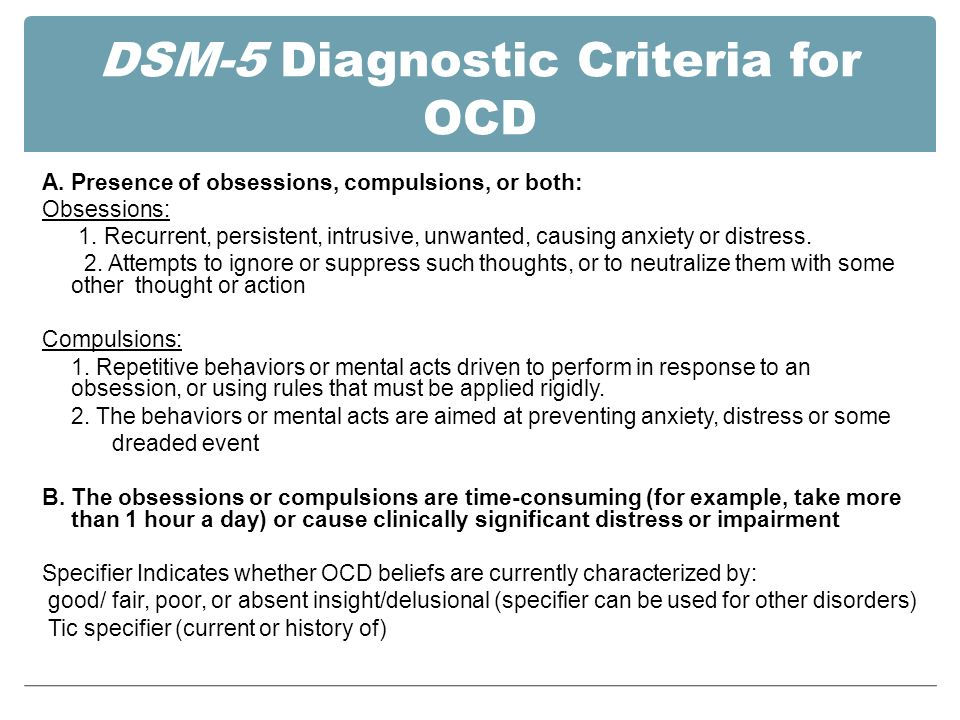 DSM-5 Diagnostic Criteria for
OCD
A. Presence of obsessions, compulsions, or both:
Obsessions:
1. Recurrent, persistent, intrusive, unwanted, causing anxiety or distress.
2. Attempts to ignore or suppress such thoughts, or to neutralize them with some
other thought or action
Compulsions:
1. Repetitive behaviors or mental acts driven to perform in response to an
obsession, or using rules that must be applied rigidly.
2. The behaviors or mental acts are aimed at preventing anxiety, distress or some
dreaded event
B. The obsessions or compulsions are time-consuming (for example, take more
than 1 hour a day) or cause clinically significant distress or impairment
Specifier Indicates whether OCD beliefs are currently characterized by:
good/ fair, poor, or absent insight/delusional (specifier can be used for other disorders)
Tic specifier (current or history of)